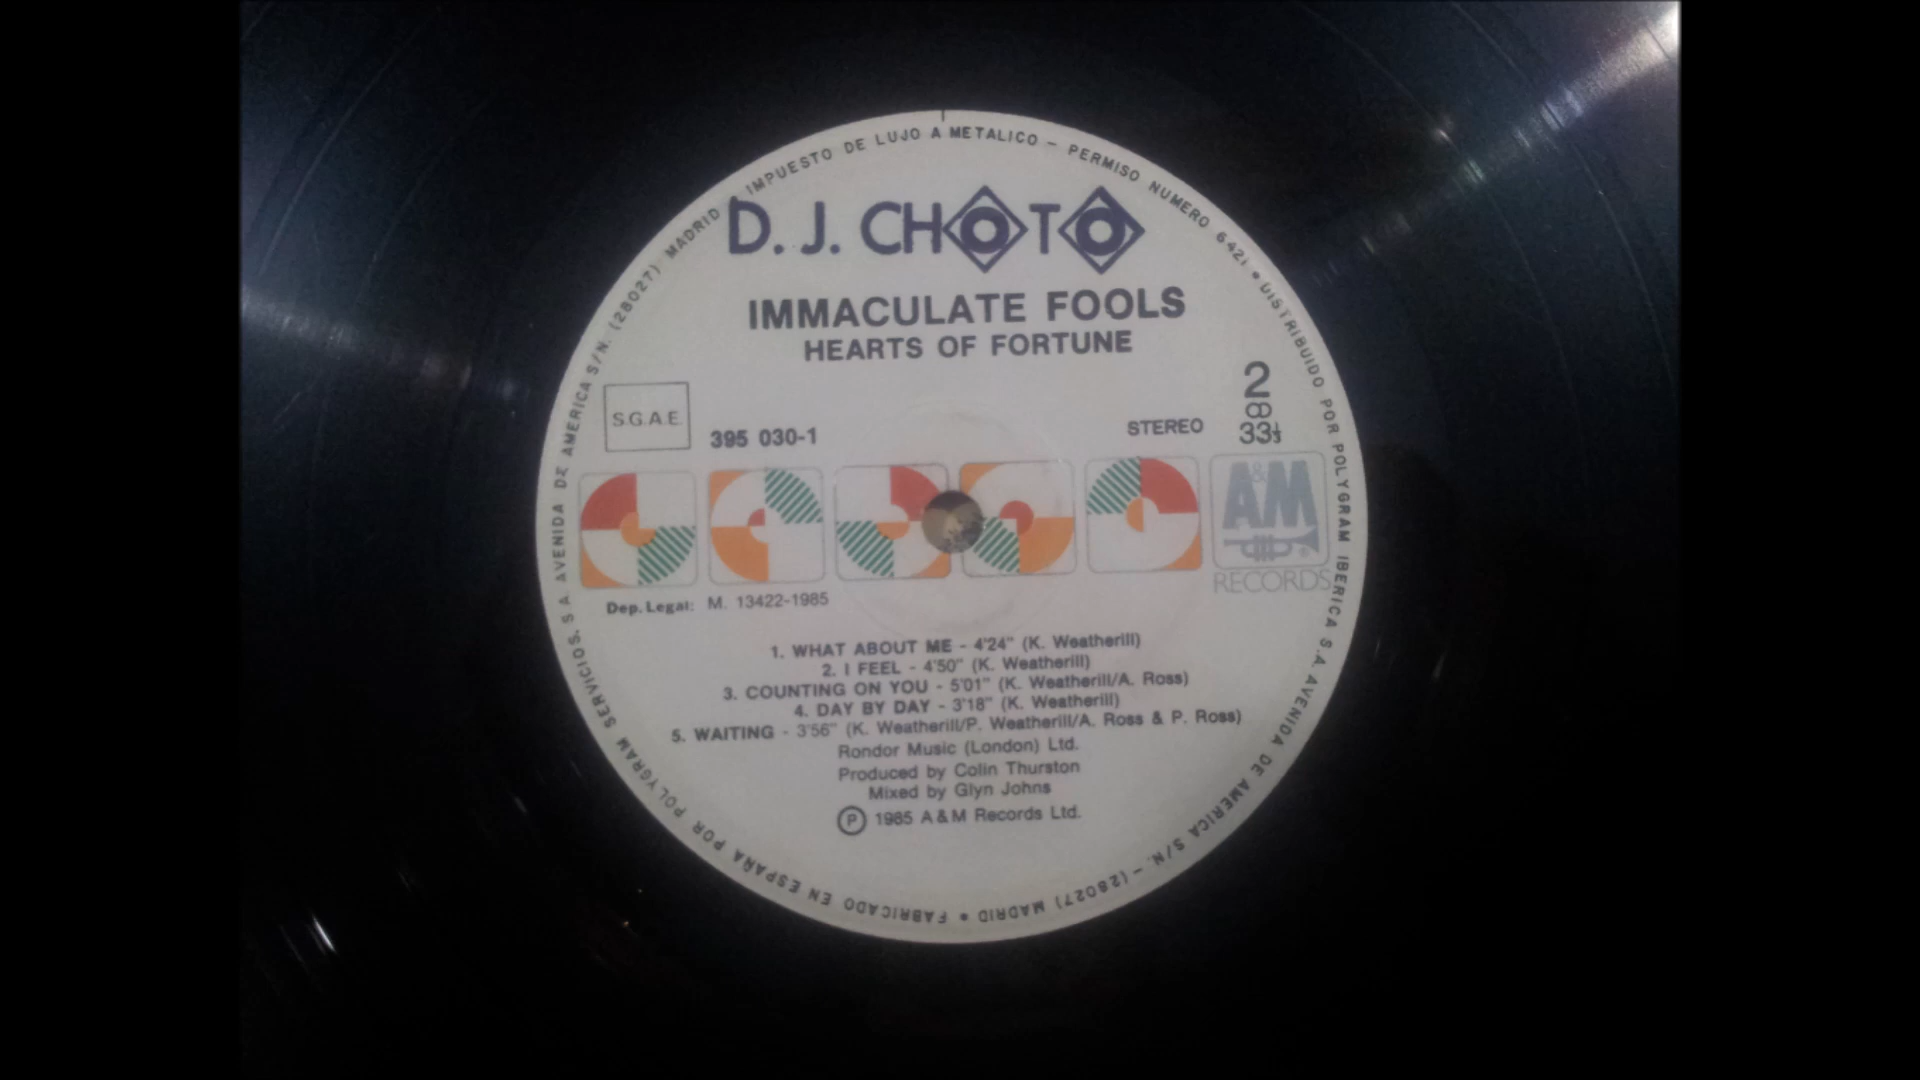 D. J. CHOTO
IMMACULATE FOOLS
HEARTS OF FORTUNE
S.G.A.E.
395 030-1
STEREO
2
33⅓
A&M
®
RECORDS
Dep. Legal: M. 13422-1985
1. WHAT ABOUT ME - 4'24" (K. Weatherill)
2. I FEEL - 4'50" (K. Weatherill)
3. COUNTING ON YOU - 5'01" (K. Weatherill/A. Ross)
4. DAY BY DAY - 3'18" (K. Weatherill)
5. WAITING - 3'56" (K. Weatherill/P. Weatherill/A. Ross & P. Ross)
Rondor Music (London) Ltd.
Produced by Colin Thurston
Mixed by Glyn Johns
Ⓟ 1985 A&M Records Ltd.
FABRICADO EN ESPAÑA POR POLYGRAM SERVICIOS, S A. AVENIDA DE AMERICA S/N. (28027) MADRID • IMPUESTO DE LUJO A METALICO - PERMISO NUMERO 6421 • DISTRIBUIDO POR POLYGRAM IBERICA S.A. AVENIDA DE AMERICA S/N. - (28027) MADRID •